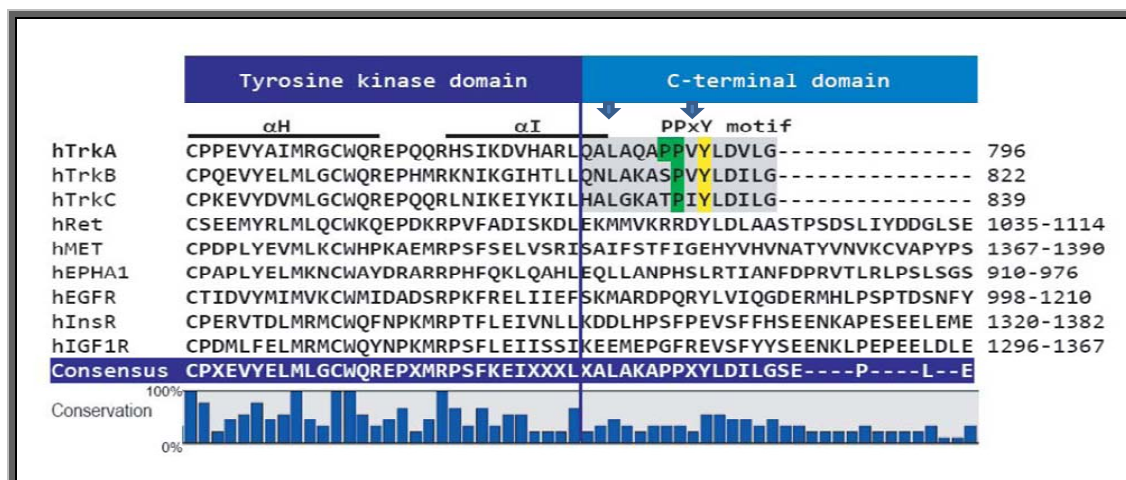 Tyrosine kinase domain C-terminal domain
αH αI PPxY motif
hTrkA CPPEVYAIMRGCWQREPQQRHSIKDVHARLQALAQAPPVYLDVLG--------------- 796
hTrkB CPQEVYELMLGCWQREPHMRKNIKGIHTLLQNLAKASPVYLDILG--------------- 822
hTrkC CPKEVYDVMLGCWQREPQQRLNIKEIYKILHALGKATPIYLDILG--------------- 839
hRet CSEEMYRLMLQCWKQEPDKRPVFADISKDLEKMMVKRRDYLDLAASTPSDSLIYDDGLSE 1035-1114
hMET CPDPLYEVMLKCWHPKAEMRPSFSELVSRISAIFSTFIGEHYVHVNATYVNVKCVAPYPS 1367-1390
hEPHA1 CPAPLYELMKNCWAYDRARRPHFQKLQAHLEQLLANPHSLRTIANFDPRVTLRLPSLSGS 910-976
hEGFR CTIDVYMIMVKCWMIDADSRPKFRELIIEFSKMARDPQRYLVIQGDERMHLPSPTDSNFY 998-1210
hInsR CPERVTDLMRMCWQFNPKMRPTFLEIVNLLKDDLHPSFPEVSFFHSEENKAPESEELEME 1320-1382
hIGF1R CPDMLFELMRMCWQYNPKMRPSFLEIISSIKEEMEPGFREVSFYYSEENKLPEPEELDLE 1296-1367
Consensus CPXEVYELMLGCWQREPXMRPSFKEIXXXLXALAKAPPXYLDILGSE----P----L--E
100%
Conservation
0%